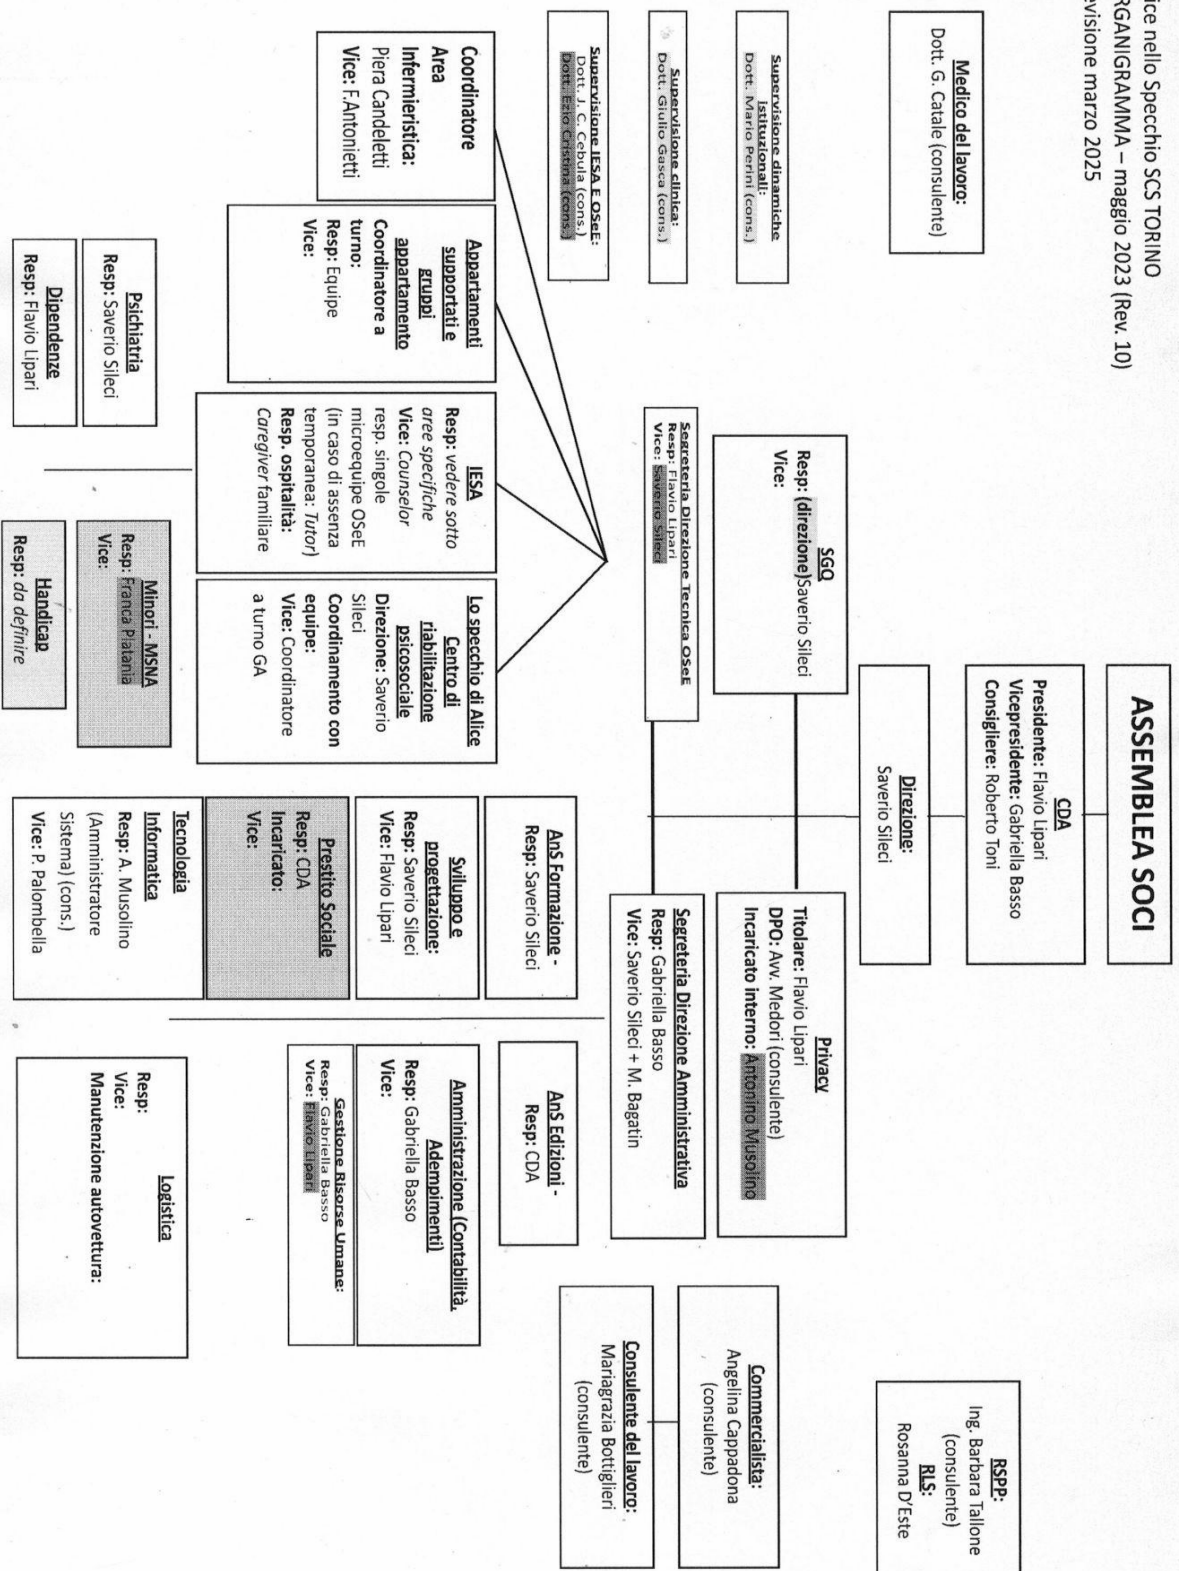 ice nello Specchio SCS TORINO
RGANIGRAMMA – maggio 2023 (Rev. 10)
evisione marzo 2025
ASSEMBLEA SOCI
CDA
Presidente: Flavio Lipari
Vicepresidente: Gabriella Basso
Consigliere: Roberto Toni
Direzione:
Saverio Sileci
Medico del lavoro:
Dott. G. Catale (consulente)
RSPP:
Ing. Barbara Tallone
(consulente)
RLS:
Rosanna D'Este
SGQ
Resp: (direzione)Saverio Sileci
Vice:
Privacy
Titolare: Flavio Lipari
DPO: Avv. Medori (consulente)
Incaricato interno: Antonino Musolino
Supervisione dinamiche
istituzionali:
Dott. Mario Perini (cons.)
Supervisione clinica:
Dott. Giulio Gasca (cons.)
Supervisione IESA E OSeE:
Dott. J. C. Cebula (cons.)
Dott. Ezio Cristina (cons.)
Segreteria Direzione Tecnica OSeE
Resp: Flavio Lipari
Vice: Saverio Sileci
Segreteria Direzione Amministrativa
Resp: Gabriella Basso
Vice: Saverio Sileci + M. Bagatin
Commercialista:
Angelina Cappadona
(consulente)
Consulente del lavoro:
Mariagrazia Bottiglieri
(consulente)
Coordinatore
Area
Infermieristica:
Piera Candeletti
Vice: F.Antonietti
Appartamenti
supportati e
gruppi
appartamento
Coordinatore a
turno:
Resp: Equipe
Vice:
IESA
Resp: vedere sotto
aree specifiche
Vice: Counselor
resp. singole
microequipe OSeE
(in caso di assenza
temporanea: Tutor)
Resp. ospitalità:
Caregiver familiare
Lo specchio di Alice
Centro di
riabilitazione
psicosociale
Direzione: Saverio
Sileci
Coordinamento con
equipe:
Vice: Coordinatore
a turno GA
AnS Formazione -
Resp: Saverio Sileci
AnS Edizioni -
Resp: CDA
Sviluppo e
progettazione:
Resp: Saverio Sileci
Vice: Flavio Lipari
Amministrazione (Contabilità.
Adempimenti)
Resp: Gabriella Basso
Vice:
Prestito Sociale
Resp: CDA
Incaricato:
Vice:
Gestione Risorse Umane:
Resp: Gabriella Basso
Vice: Flavio Lipari
Tecnologia
Informatica
Resp: A. Musolino
(Amministratore
Sistema) (cons.)
Vice: P. Palombella
Logistica
Resp:
Vice:
Manutenzione autovettura:
Psichiatria
Resp: Saverio Sileci
Minori - MSNA
Resp: Franca Platania
Vice:
Dipendenze
Resp: Flavio Lipari
Handicap
Resp: da definire